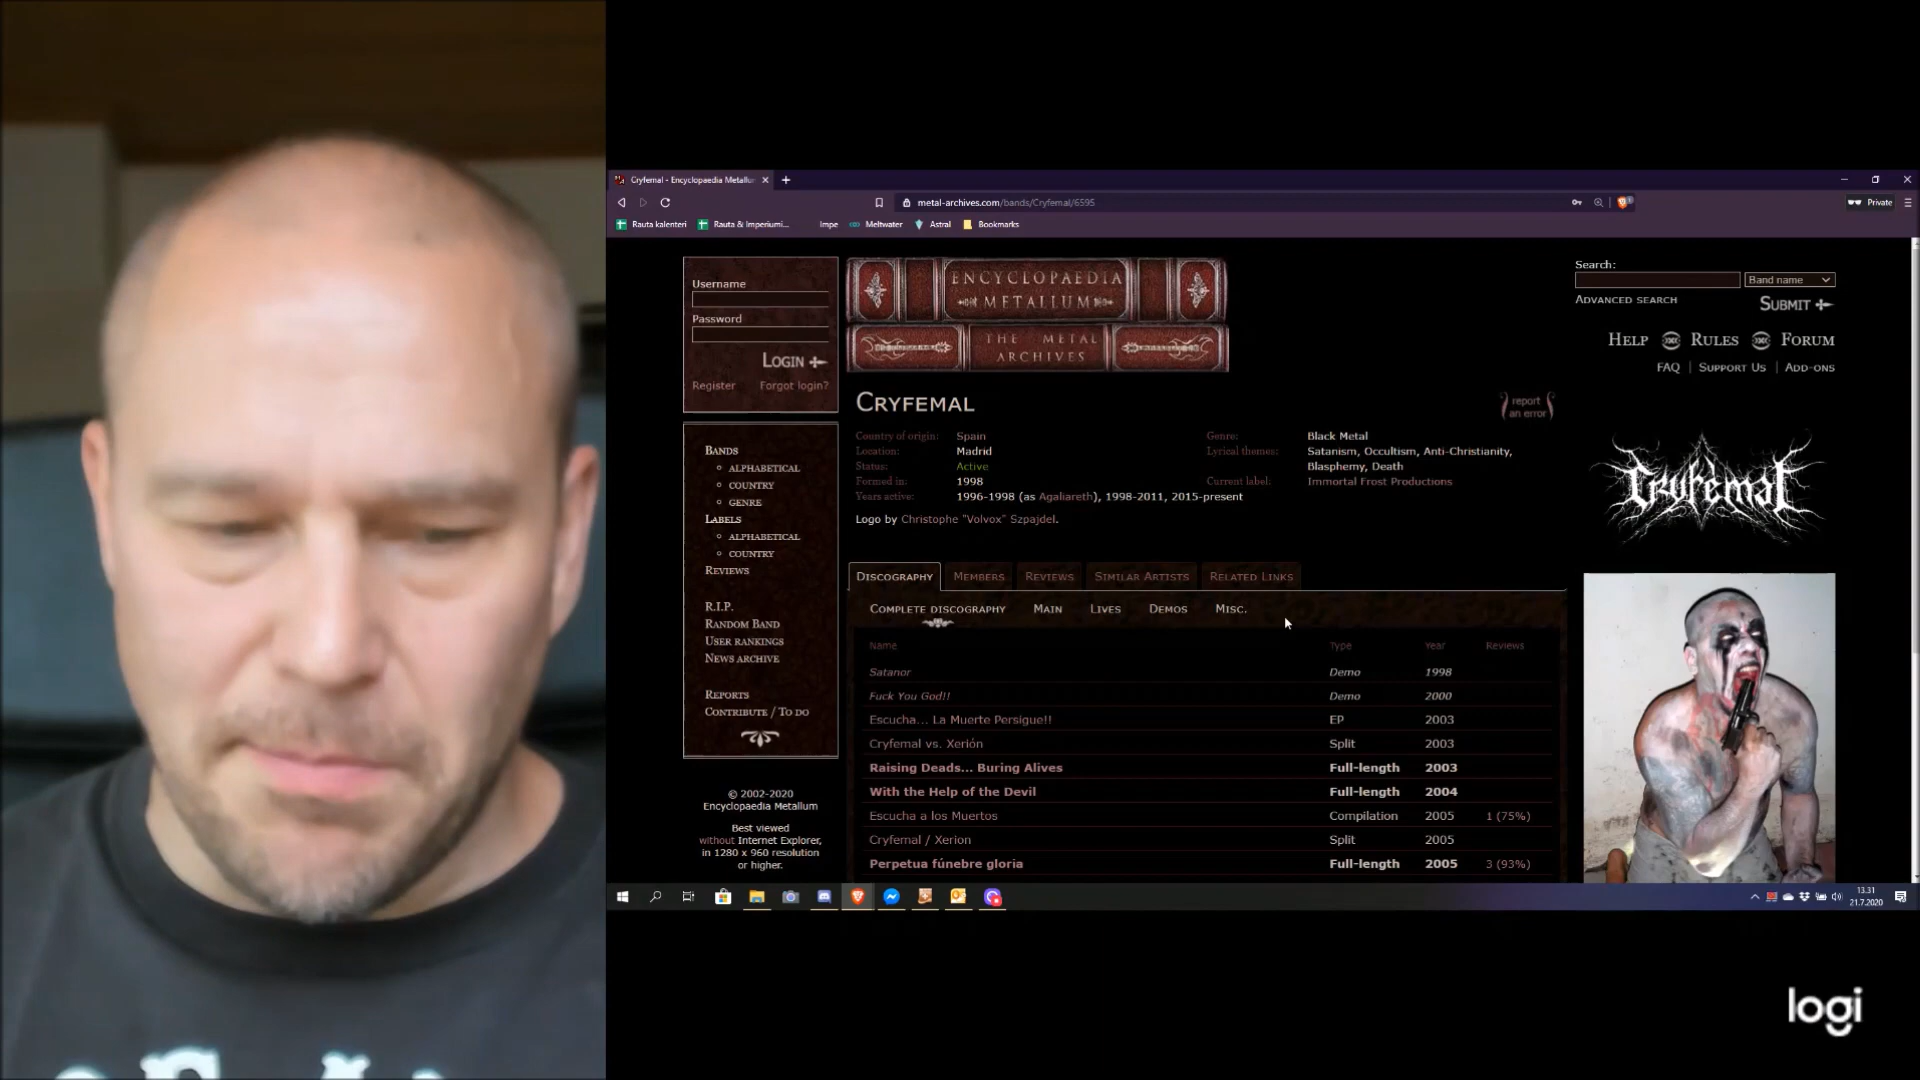 Cryfemal - Encyclopaedia Metallu
metal-archives.com/bands/Cryfemal/6595
Private
Rauta kalenteri
Rauta & Imperiumi...
Impe
Meltwater
Astral
Bookmarks
Username
Password
LOGIN
Register
Forgot login?
ENCYCLOPAEDIA
METALLUM
THE METAL
ARCHIVES
Search:
Band name
ADVANCED SEARCH
SUBMIT
HELP
RULES
FORUM
FAQ | SUPPORT US | ADD-ONS
CRYFEMAL
report
an error
Country of origin: Spain
Location: Madrid
Status: Active
Formed in: 1998
Years active: 1996-1998 (as Agaliareth), 1998-2011, 2015-present
Genre: Black Metal
Lyrical themes: Satanism, Occultism, Anti-Christianity,
Blasphemy, Death
Current label: Immortal Frost Productions
Logo by Christophe "Volvox" Szpajdel.
Cryfemal
BANDS
ALPHABETICAL
COUNTRY
GENRE
LABELS
ALPHABETICAL
COUNTRY
REVIEWS
R.I.P.
RANDOM BAND
USER RANKINGS
NEWS ARCHIVE
REPORTS
CONTRIBUTE / TO DO
© 2002-2020
Encyclopaedia Metallum
Best viewed
without Internet Explorer,
in 1280 x 960 resolution
or higher.
DISCOGRAPHY
MEMBERS
REVIEWS
SIMILAR ARTISTS
RELATED LINKS
COMPLETE DISCOGRAPHY
MAIN
LIVES
DEMOS
MISC.
Name Type Year Reviews
Satanor Demo 1998
Fuck You God!! Demo 2000
Escucha... La Muerte Persigue!! EP 2003
Cryfemal vs. Xerión Split 2003
Raising Deads... Buring Alives Full-length 2003
With the Help of the Devil Full-length 2004
Escucha a los Muertos Compilation 2005 1 (75%)
Cryfemal / Xerion Split 2005
Perpetua fúnebre gloria Full-length 2005 3 (93%)
13.31
21.7.2020
logi